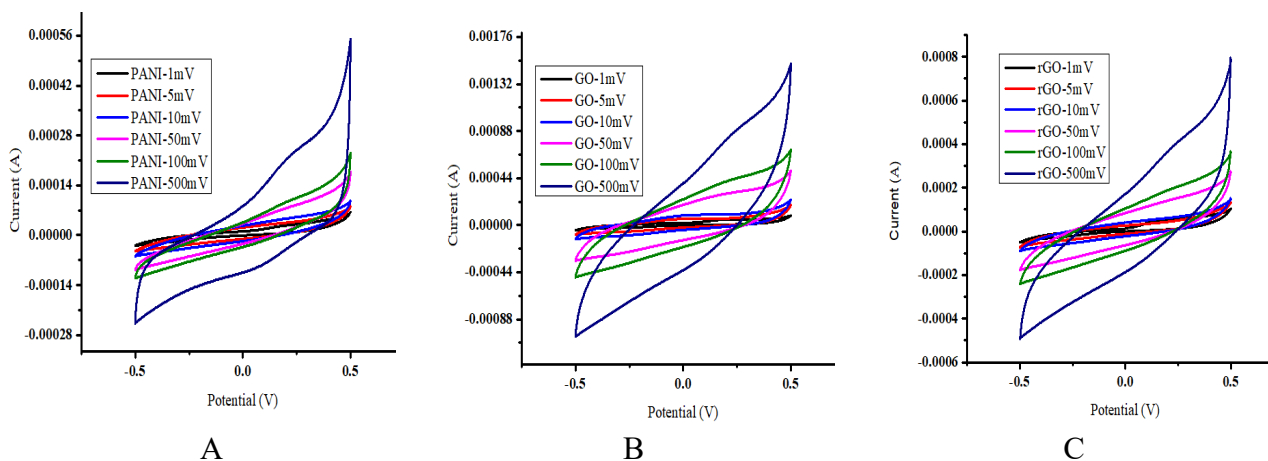 0.00056
0.00042
0.00028
0.00014
0.00000
-0.00014
-0.00028
Current (A)
PANI-1mV
PANI-5mV
PANI-10mV
PANI-50mV
PANI-100mV
PANI-500mV
-0.5
0.0
0.5
Potential (V)
A
0.00176
0.00132
0.00088
0.00044
0.00000
-0.00044
-0.00088
Current (A)
GO-1mV
GO-5mV
GO-10mV
GO-50mV
GO-100mV
GO-500mV
-0.5
0.0
0.5
Potential (V)
B
0.0008
0.0006
0.0004
0.0002
0.0000
-0.0002
-0.0004
-0.0006
Current (A)
rGO-1mV
rGO-5mV
rGO-10mV
rGO-50mV
rGO-100mV
rGO-500mV
-0.5
0.0
0.5
Potential (V)
C